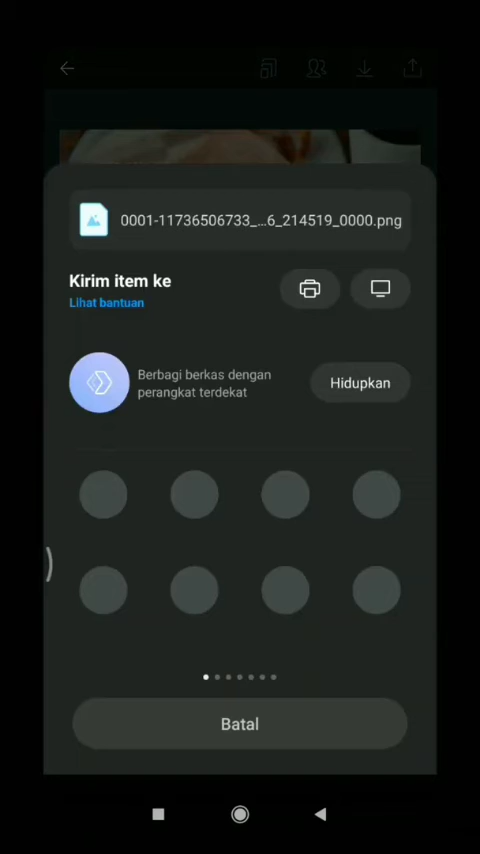 0001-11736506733_...6_214519_0000.png
Kirim item ke
Lihat bantuan
Berbagi berkas dengan
perangkat terdekat
Hidupkan
Batal